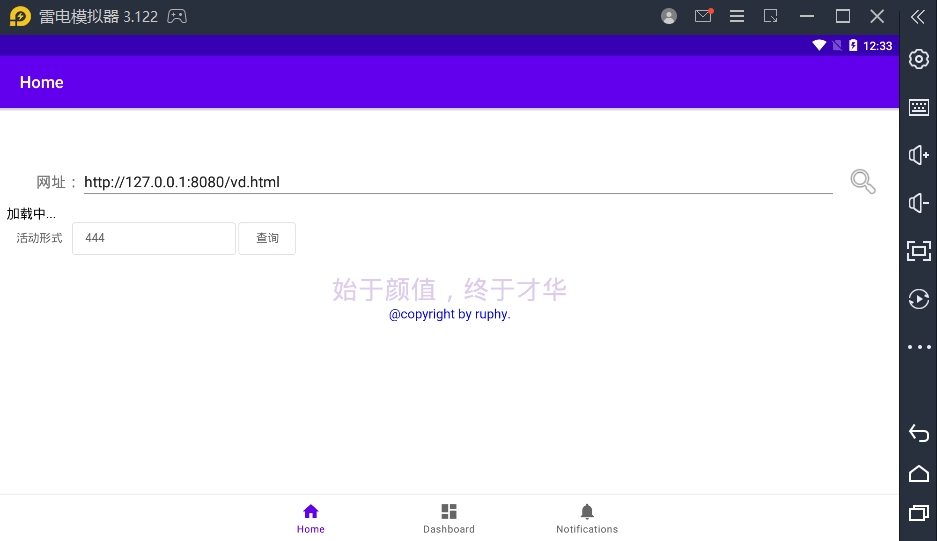 雷电模拟器 3.122
12:33
Home
网址： http://127.0.0.1:8080/vd.html
加载中...
活动形式 444 查询
始于颜值，终于才华
@copyright by ruphy.
Home Dashboard Notifications